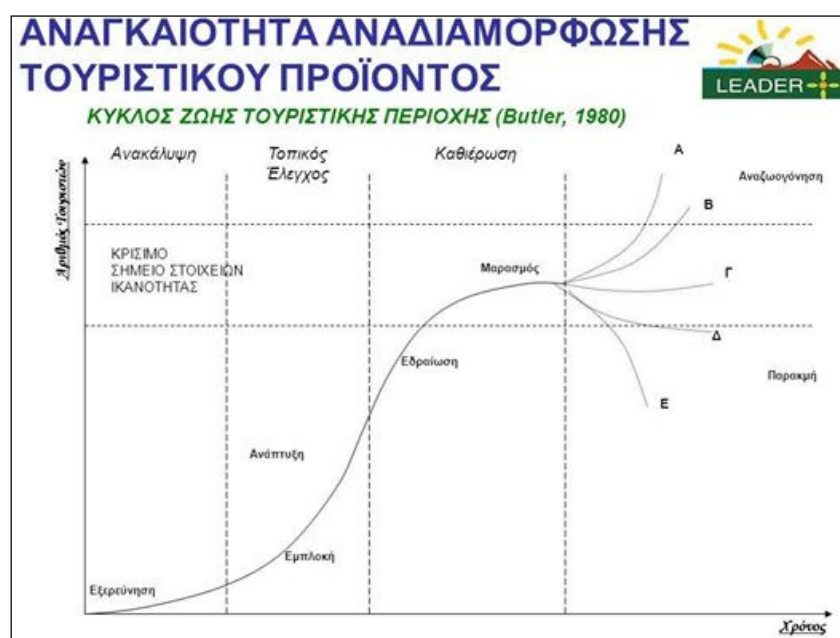 ΑΝΑΓΚΑΙΟΤΗΤΑ ΑΝΑΔΙΑΜΟΡΦΩΣΗΣ
ΤΟΥΡΙΣΤΙΚΟΥ ΠΡΟΪΟΝΤΟΣ
LEADER+
ΚΥΚΛΟΣ ΖΩΗΣ ΤΟΥΡΙΣΤΙΚΗΣ ΠΕΡΙΟΧΗΣ (Butler, 1980)
Ανακάλυψη
Τοπικός
Έλεγχος
Καθιέρωση
Α
Αναζωογόνηση
Β
Αριθμός Τουριστών
ΚΡΙΣΙΜΟ
ΣΗΜΕΙΟ ΣΤΟΙΧΕΙΩΝ
ΙΚΑΝΟΤΗΤΑΣ
Μαρασμός
Γ
Δ
Εδραίωση
Παρακμή
Ε
Ανάπτυξη
Εμπλοκή
Εξερεύνηση
Χρόνος